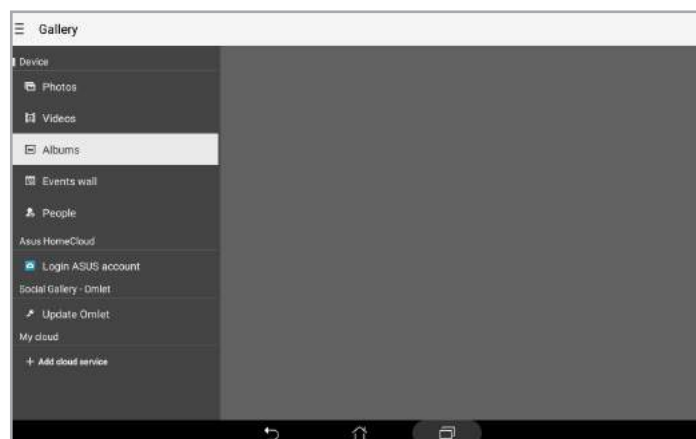 Gallery
Device
Photos
Videos
Albums
Events wall
People
Asus HomeCloud
Login ASUS account
Social Gallery - Omlet
Update Omlet
My cloud
+ Add cloud service